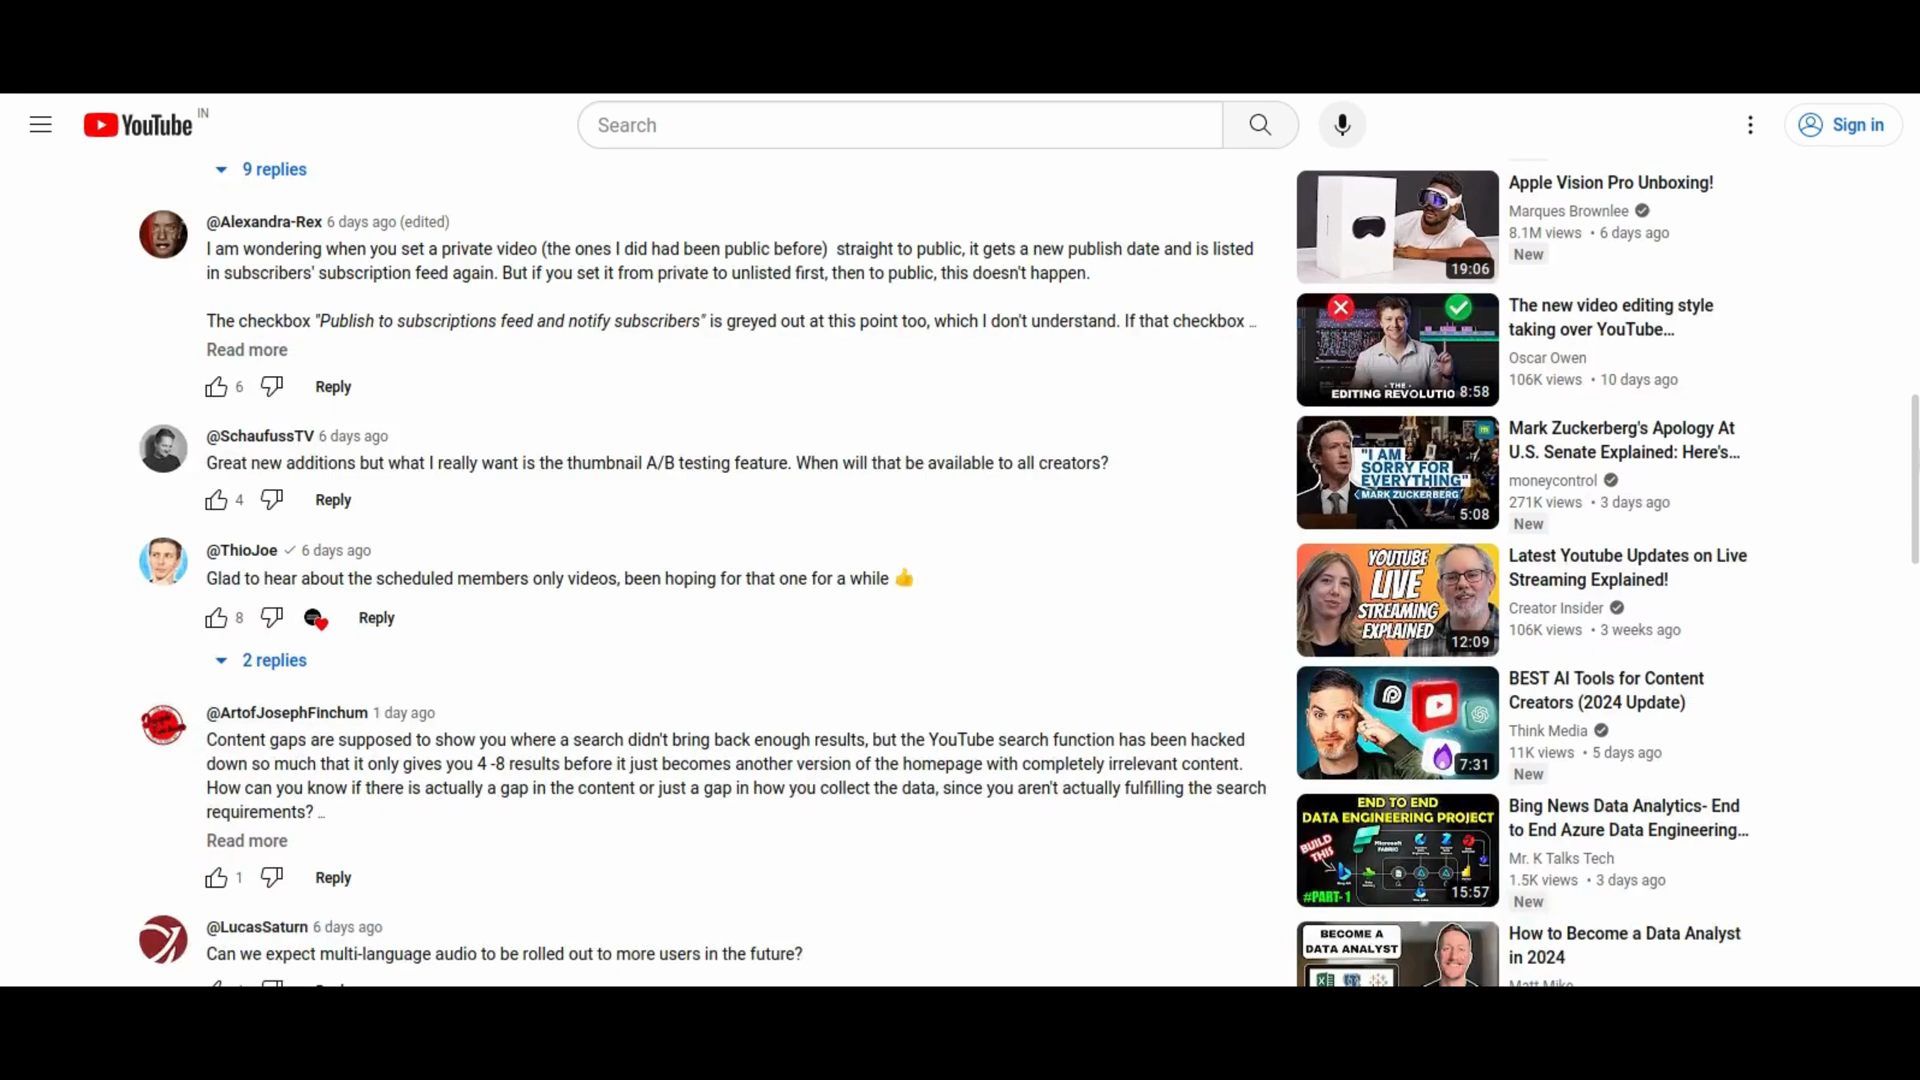 YouTube IN
Search
Sign in
9 replies
@Alexandra-Rex 6 days ago (edited)
I am wondering when you set a private video (the ones I did had been public before) straight to public, it gets a new publish date and is listed
in subscribers' subscription feed again. But if you set it from private to unlisted first, then to public, this doesn't happen.
The checkbox "Publish to subscriptions feed and notify subscribers" is greyed out at this point too, which I don't understand. If that checkbox ...
Read more
6 Reply
@SchaufussTV 6 days ago
Great new additions but what I really want is the thumbnail A/B testing feature. When will that be available to all creators?
4 Reply
@ThioJoe 6 days ago
Glad to hear about the scheduled members only videos, been hoping for that one for a while 👍
8 Reply
2 replies
@ArtofJosephFinchum 1 day ago
Content gaps are supposed to show you where a search didn't bring back enough results, but the YouTube search function has been hacked
down so much that it only gives you 4 -8 results before it just becomes another version of the homepage with completely irrelevant content.
How can you know if there is actually a gap in the content or just a gap in how you collect the data, since you aren't actually fulfilling the search
requirements? ...
Read more
1 Reply
@LucasSaturn 6 days ago
Can we expect multi-language audio to be rolled out to more users in the future?
19:06
Apple Vision Pro Unboxing!
Marques Brownlee
8.1M views • 6 days ago
New
- THE -
EDITING REVOLUTIO
8:58
The new video editing style
taking over YouTube...
Oscar Owen
106K views • 10 days ago
"I AM
SORRY FOR
EVERYTHING"
MARK ZUCKERBERG
5:08
Mark Zuckerberg's Apology At
U.S. Senate Explained: Here's...
moneycontrol
271K views • 3 days ago
New
YOUTUBE
LIVE
STREAMING
EXPLAINED
12:09
Latest Youtube Updates on Live
Streaming Explained!
Creator Insider
106K views • 3 weeks ago
7:31
BEST AI Tools for Content
Creators (2024 Update)
Think Media
11K views • 5 days ago
New
END TO END
DATA ENGINEERING PROJECT
BUILD
THIS
Microsoft
FABRIC
#PART-1
15:57
Bing News Data Analytics- End
to End Azure Data Engineering...
Mr. K Talks Tech
1.5K views • 3 days ago
New
BECOME A
DATA ANALYST
How to Become a Data Analyst
in 2024
Matt Mike